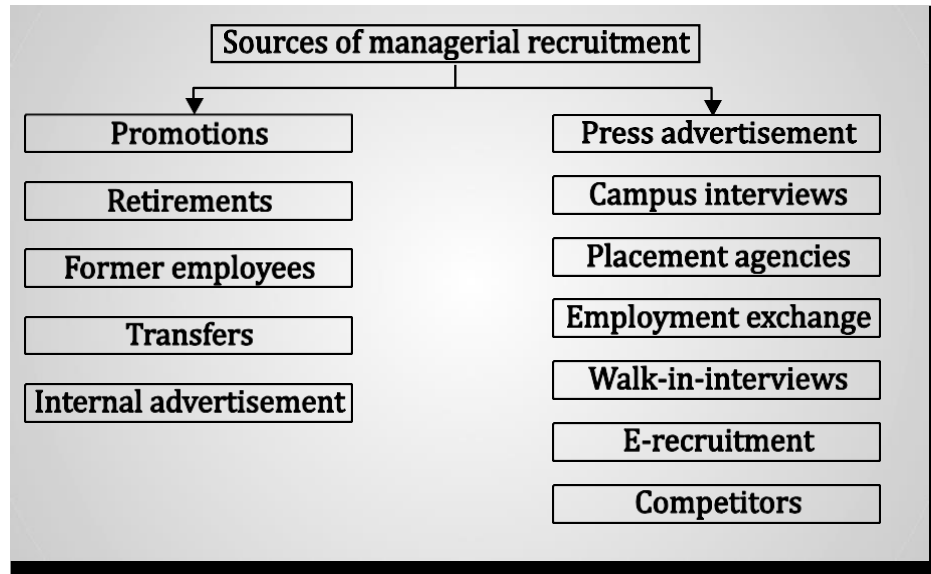 Sources of managerial recruitment
Promotions
Retirements
Former employees
Transfers
Internal advertisement
Press advertisement
Campus interviews
Placement agencies
Employment exchange
Walk-in-interviews
E-recruitment
Competitors